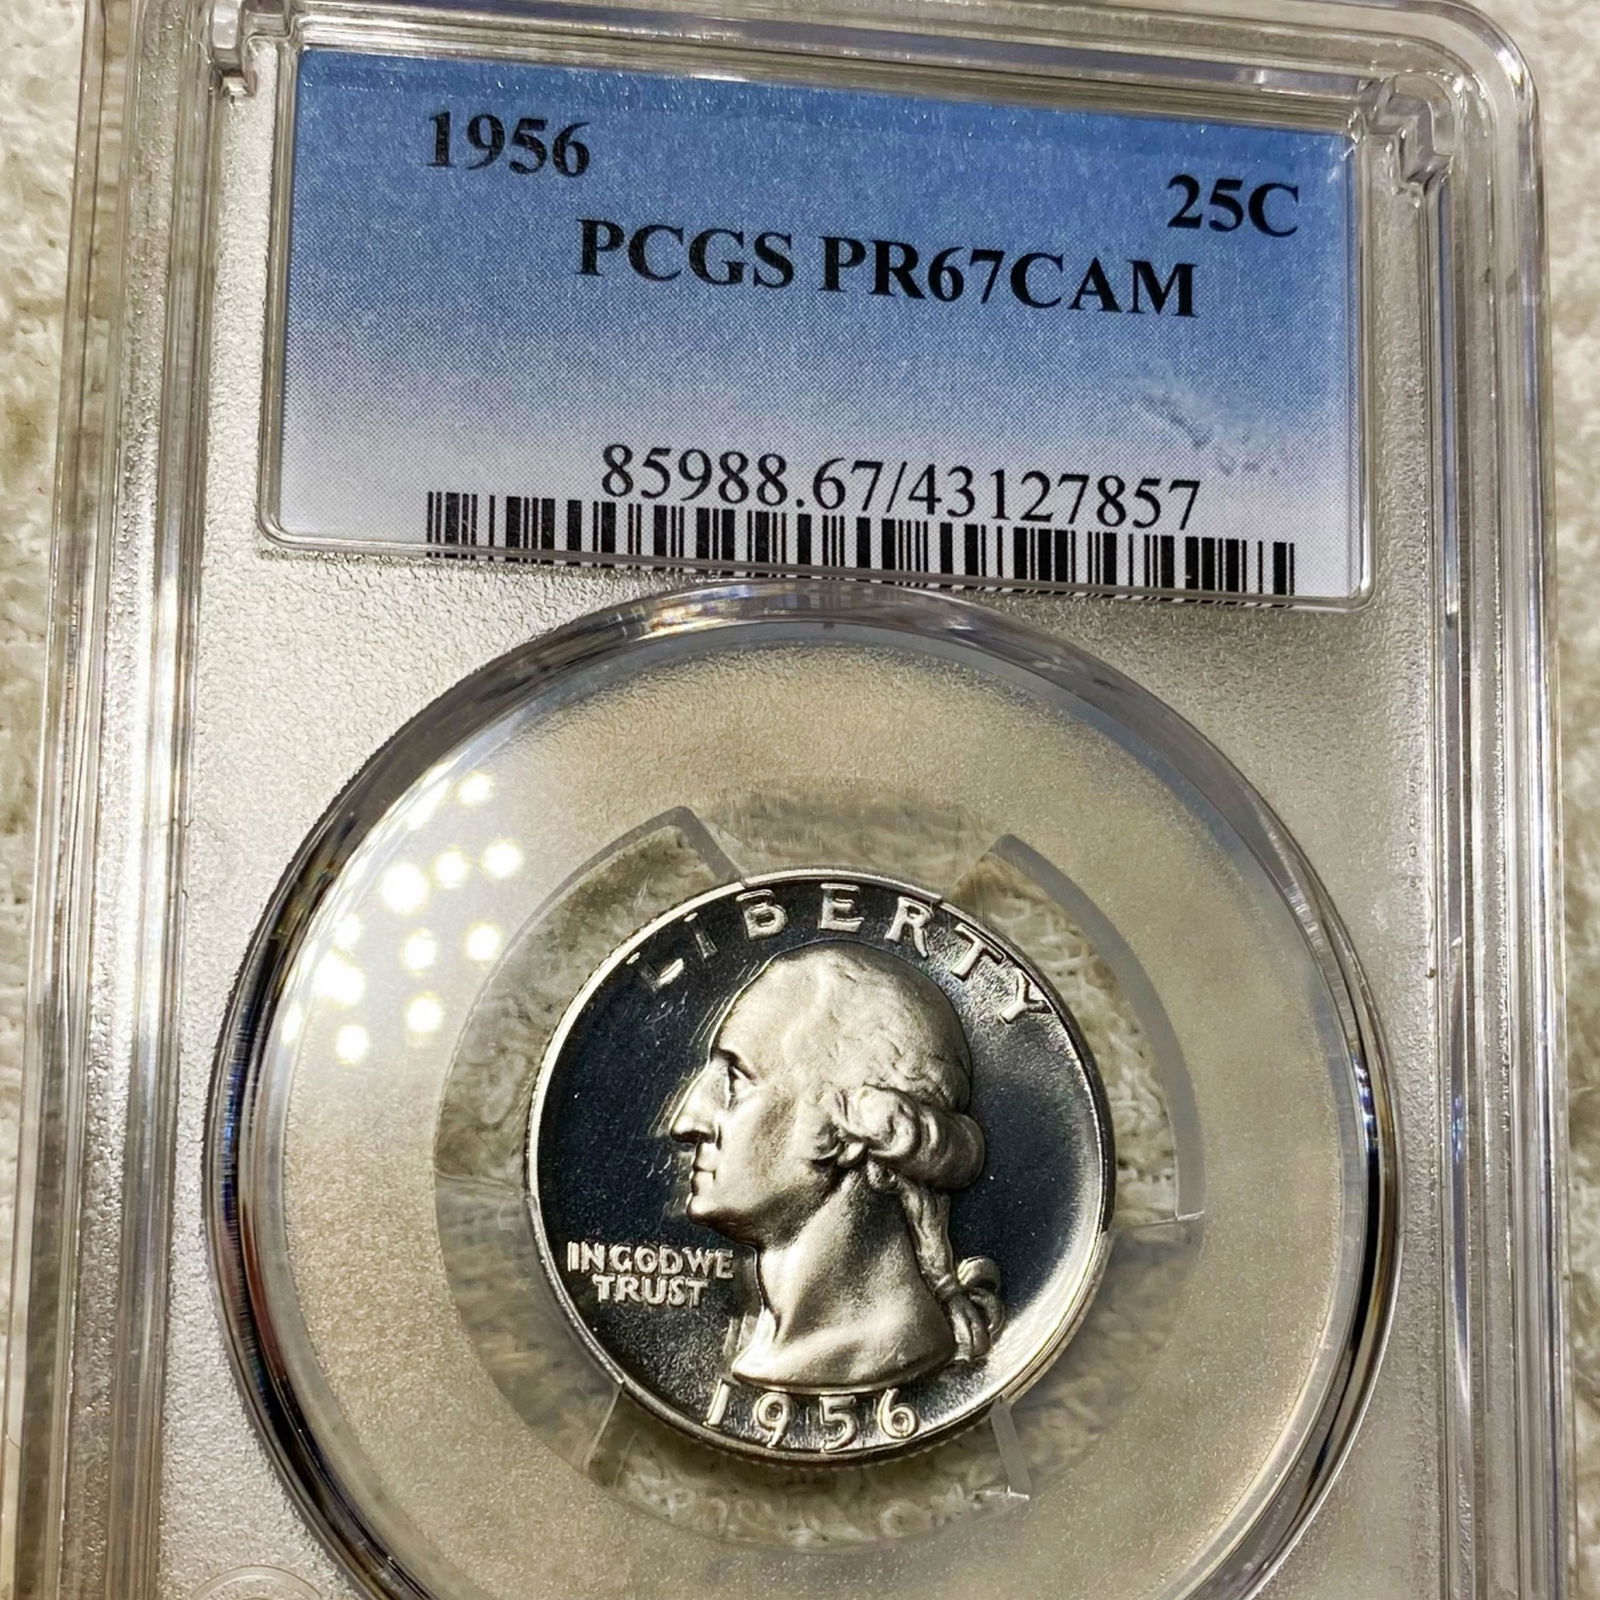 1956
25C
PCGS PR67CAM
85988.67/43127857
LIBERTY
IN GOD WE
TRUST
1956